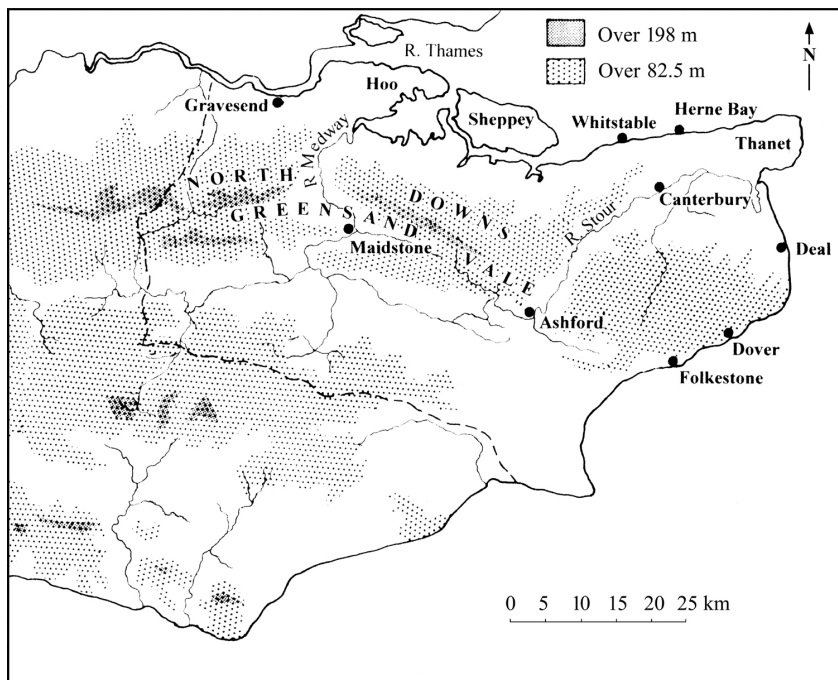 R. Thames
Over 198 m
Over 82.5 m
N
Gravesend
Hoo
Sheppey
Whitstable
Herne Bay
Thanet
R. Medway
NORTH
DOWNS
GREENSAND
VALE
Canterbury
R. Stour
Maidstone
Deal
Ashford
Dover
Folkestone
0 5 10 15 20 25 km